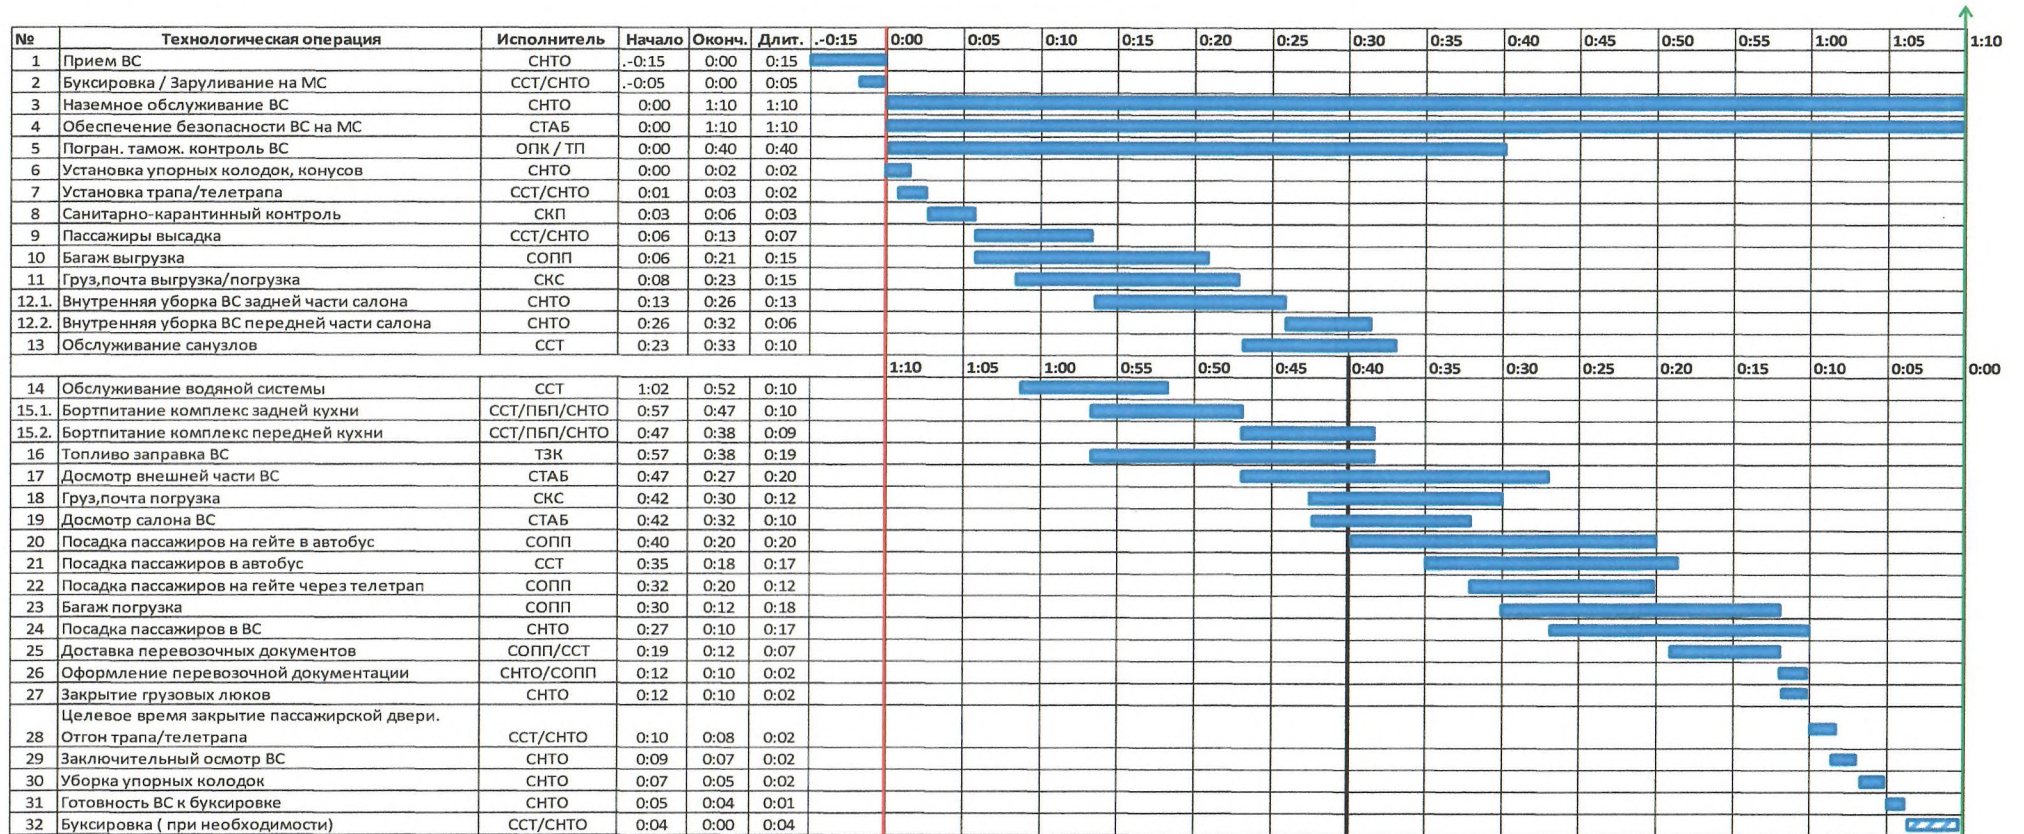 № Технологическая операция Исполнитель Начало Оконч. Длит. .-0:15 0:00 0:05 0:10 0:15 0:20 0:25 0:30 0:35 0:40 0:45 0:50 0:55 1:00 1:05 1:10
1 Прием ВС СНТО .-0:15 0:00 0:15
2 Буксировка / Заруливание на МС ССТ/СНТО .-0:05 0:00 0:05
3 Наземное обслуживание ВС СНТО 0:00 1:10 1:10
4 Обеспечение безопасности ВС на МС СТАБ 0:00 1:10 1:10
5 Погран. тамож. контроль ВС ОПК / ТП 0:00 0:40 0:40
6 Установка упорных колодок, конусов СНТО 0:00 0:02 0:02
7 Установка трапа/телетрапа ССТ/СНТО 0:01 0:03 0:02
8 Санитарно-карантинный контроль СКП 0:03 0:06 0:03
9 Пассажиры высадка ССТ/СНТО 0:06 0:13 0:07
10 Багаж выгрузка СОПП 0:06 0:21 0:15
11 Груз,почта выгрузка/погрузка СКС 0:08 0:23 0:15
12.1. Внутренняя уборка ВС задней части салона СНТО 0:13 0:26 0:13
12.2. Внутренняя уборка ВС передней части салона СНТО 0:26 0:32 0:06
13 Обслуживание санузлов ССТ 0:23 0:33 0:10
1:10 1:05 1:00 0:55 0:50 0:45 0:40 0:35 0:30 0:25 0:20 0:15 0:10 0:05 0:00
14 Обслуживание водяной системы ССТ 1:02 0:52 0:10
15.1. Бортпитание комплекс задней кухни ССТ/ПБП/СНТО 0:57 0:47 0:10
15.2. Бортпитание комплекс передней кухни ССТ/ПБП/СНТО 0:47 0:38 0:09
16 Топливо заправка ВС ТЗК 0:57 0:38 0:19
17 Досмотр внешней части ВС СТАБ 0:47 0:27 0:20
18 Груз,почта погрузка СКС 0:42 0:30 0:12
19 Досмотр салона ВС СТАБ 0:42 0:32 0:10
20 Посадка пассажиров на гейте в автобус СОПП 0:40 0:20 0:20
21 Посадка пассажиров в автобус ССТ 0:35 0:18 0:17
22 Посадка пассажиров на гейте через телетрап СОПП 0:32 0:20 0:12
23 Багаж погрузка СОПП 0:30 0:12 0:18
24 Посадка пассажиров в ВС СНТО 0:27 0:10 0:17
25 Доставка перевозочных документов СОПП/ССТ 0:19 0:12 0:07
26 Оформление перевозочной документации СНТО/СОПП 0:12 0:10 0:02
27 Закрытие грузовых люков СНТО 0:12 0:10 0:02
Целевое время закрытие пассажирской двери.
28 Отгон трапа/телетрапа ССТ/СНТО 0:10 0:08 0:02
29 Заключительный осмотр ВС СНТО 0:09 0:07 0:02
30 Уборка упорных колодок СНТО 0:07 0:05 0:02
31 Готовность ВС к буксировке СНТО 0:05 0:04 0:01
32 Буксировка ( при необходимости) ССТ/СНТО 0:04 0:00 0:04